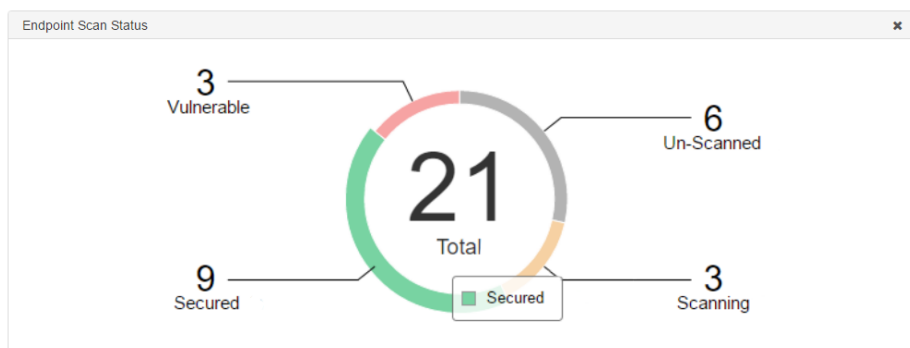 Endpoint Scan Status ✖
3
Vulnerable
6
Un-Scanned
21
Total
9
Secured
3
Scanning
Secured